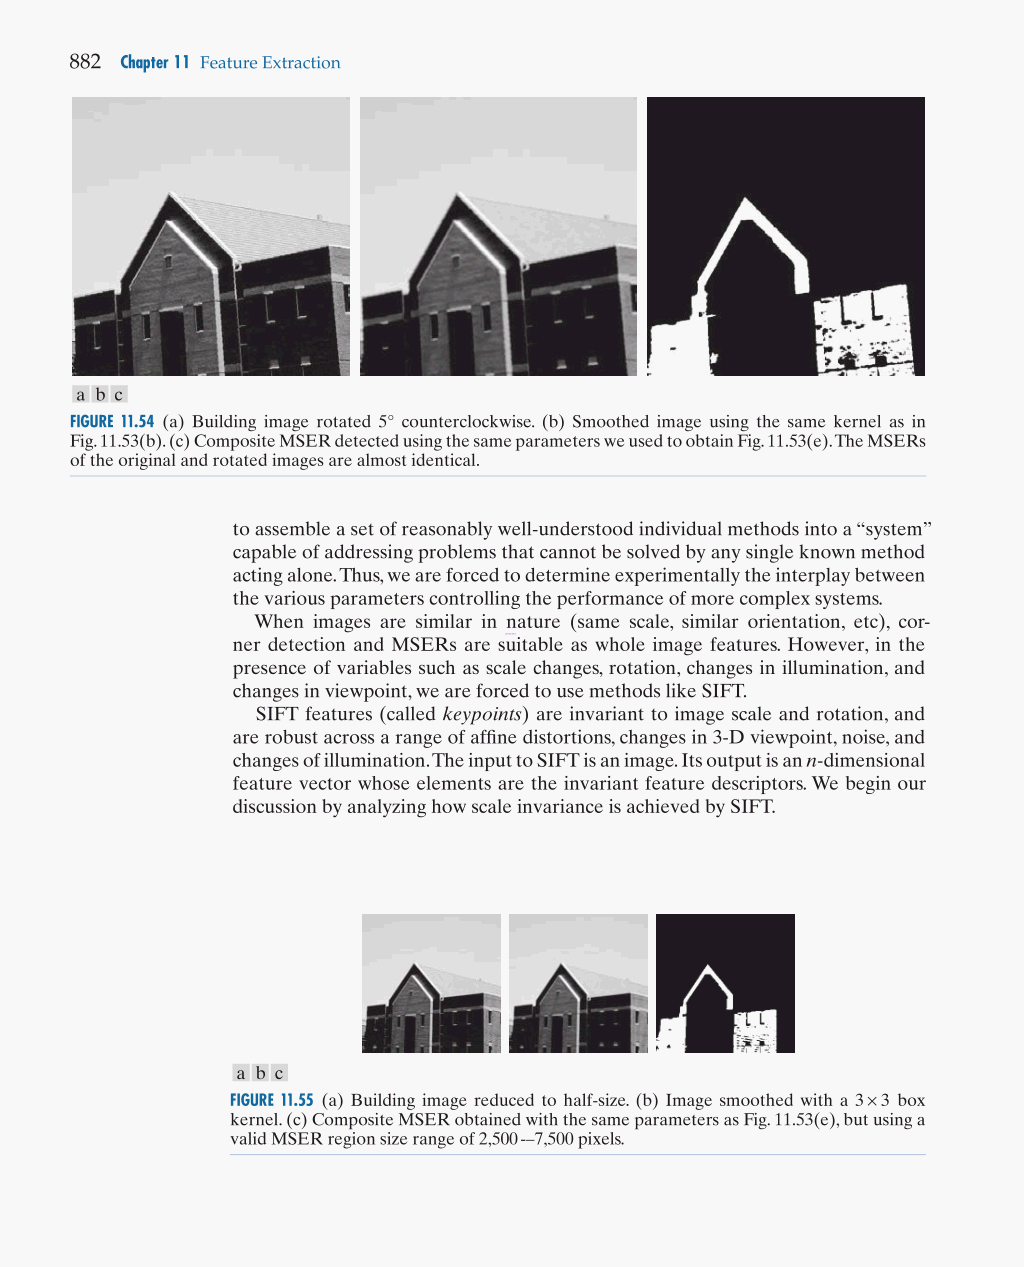 882 Chapter 11 Feature Extraction
a b c
FIGURE 11.54 (a) Building image rotated 5° counterclockwise. (b) Smoothed image using the same kernel as in
Fig. 11.53(b). (c) Composite MSER detected using the same parameters we used to obtain Fig. 11.53(e). The MSERs
of the original and rotated images are almost identical.
to assemble a set of reasonably well-understood individual methods into a “system”
capable of addressing problems that cannot be solved by any single known method
acting alone. Thus, we are forced to determine experimentally the interplay between
the various parameters controlling the performance of more complex systems.
When images are similar in nature (same scale, similar orientation, etc), cor-
ner detection and MSERs are suitable as whole image features. However, in the
presence of variables such as scale changes, rotation, changes in illumination, and
changes in viewpoint, we are forced to use methods like SIFT.
SIFT features (called keypoints) are invariant to image scale and rotation, and
are robust across a range of affine distortions, changes in 3-D viewpoint, noise, and
changes of illumination. The input to SIFT is an image. Its output is an n-dimensional
feature vector whose elements are the invariant feature descriptors. We begin our
discussion by analyzing how scale invariance is achieved by SIFT.
a b c
FIGURE 11.55 (a) Building image reduced to half-size. (b) Image smoothed with a 3 × 3 box
kernel. (c) Composite MSER obtained with the same parameters as Fig. 11.53(e), but using a
valid MSER region size range of 2,500 -–7,500 pixels.